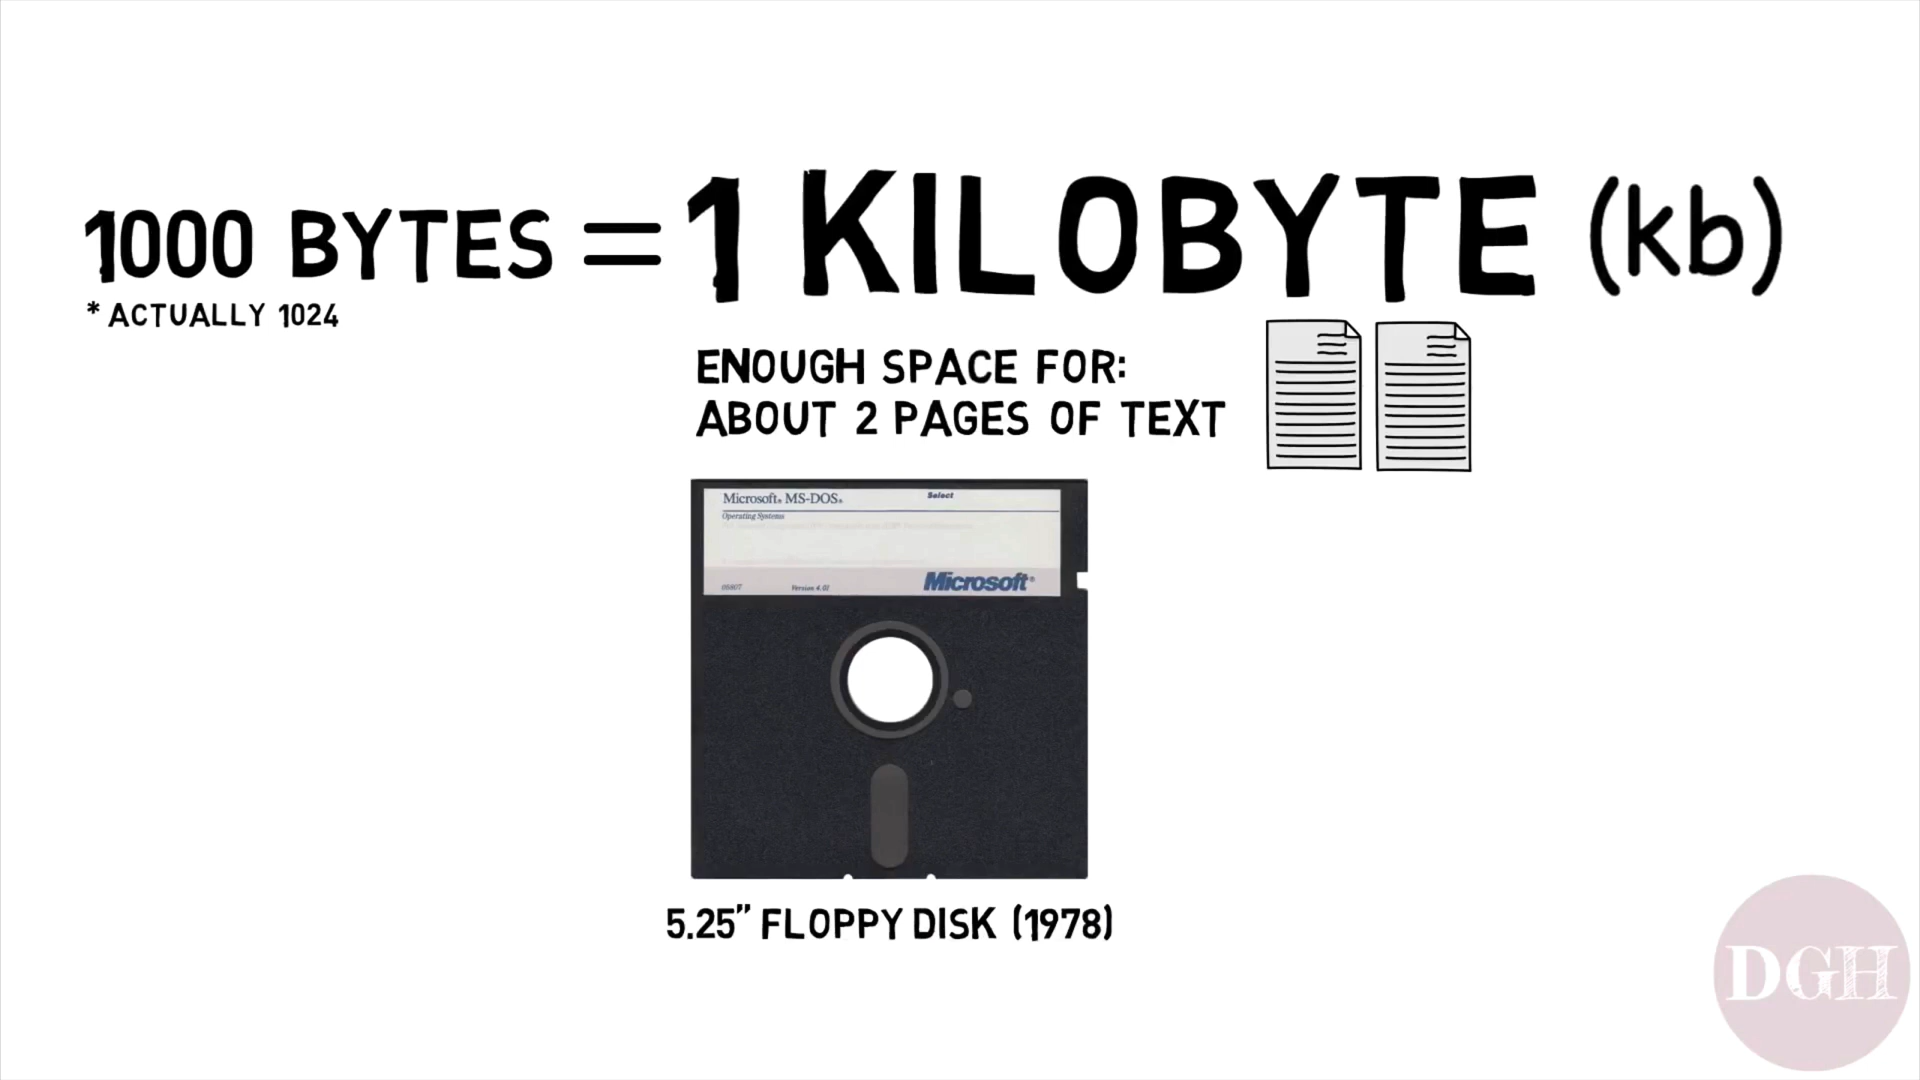 1000 BYTES = 1 KILOBYTE (kb)
* ACTUALLY 1024
ENOUGH SPACE FOR:
ABOUT 2 PAGES OF TEXT
Microsoft® MS-DOS®
Select
Operating Systems
Version 4.01
Microsoft®
5.25” FLOPPY DISK (1978)
DGH